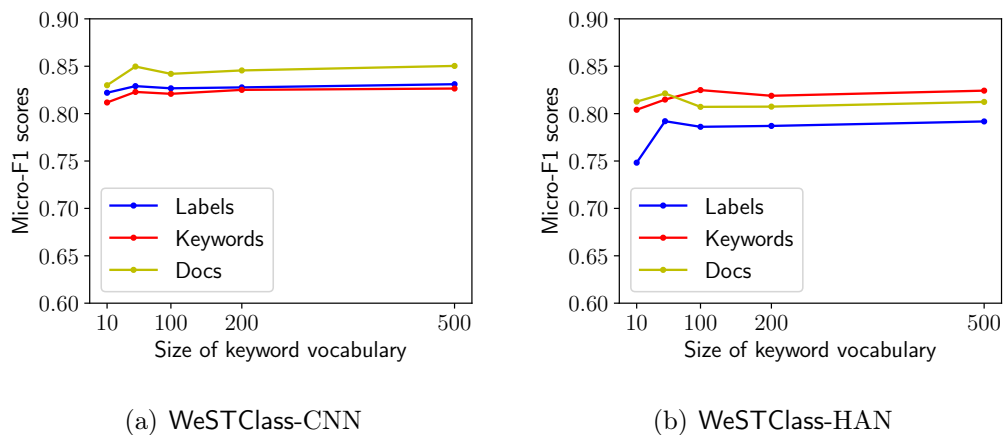 0.90
0.85
0.80
0.75
0.70
0.65
0.60
Micro-F1 scores
Labels
Keywords
Docs
10
100
200
500
Size of keyword vocabulary
(a) WeSTClass-CNN
0.90
0.85
0.80
0.75
0.70
0.65
0.60
Micro-F1 scores
Labels
Keywords
Docs
10
100
200
500
Size of keyword vocabulary
(b) WeSTClass-HAN